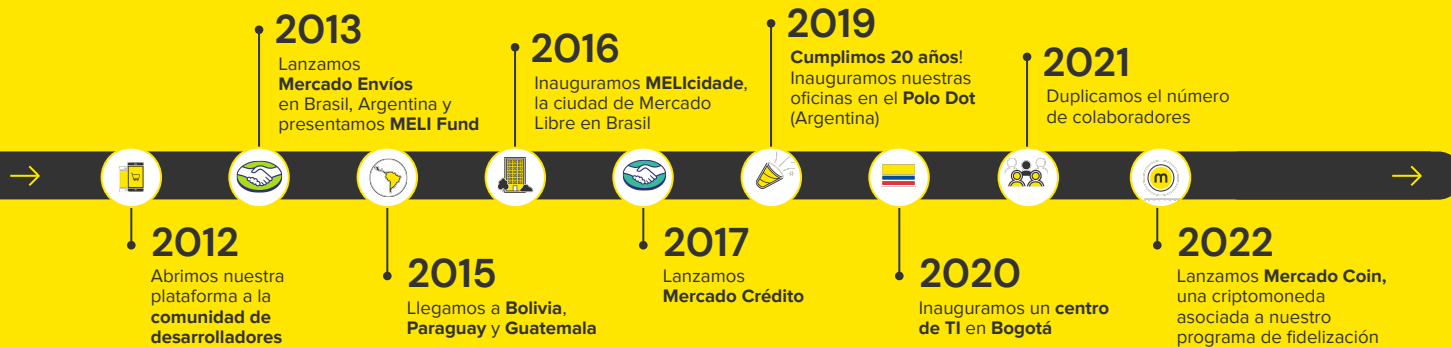 2012
Abrimos nuestra
plataforma a la
comunidad de
desarrolladores
2013
Lanzamos
Mercado Envíos
en Brasil, Argentina y
presentamos MELI Fund
2015
Llegamos a Bolivia,
Paraguay y Guatemala
2016
Inauguramos MELIcidade,
la ciudad de Mercado
Libre en Brasil
2017
Lanzamos
Mercado Crédito
2019
Cumplimos 20 años!
Inauguramos nuestras
oficinas en el Polo Dot
(Argentina)
2020
Inauguramos un centro
de TI en Bogotá
2021
Duplicamos el número
de colaboradores
m
2022
Lanzamos Mercado Coin,
una criptomoneda
asociada a nuestro
programa de fidelización